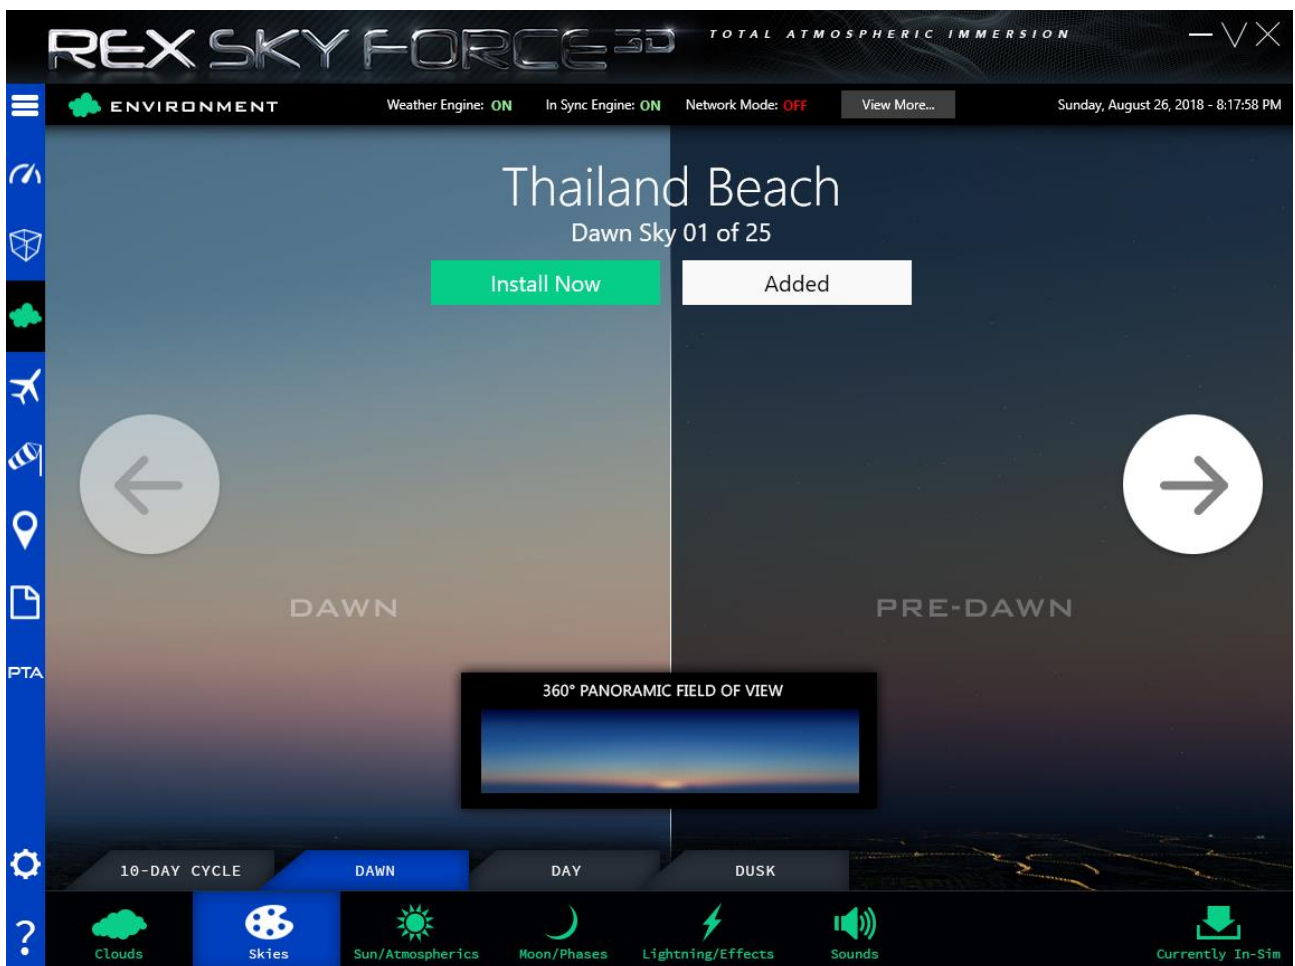 REX SKY FORCE 3D TOTAL ATMOSPHERIC IMMERSION
ENVIRONMENT Weather Engine: ON In Sync Engine: ON Network Mode: OFF View More... Sunday, August 26, 2018 - 8:17:58 PM
Thailand Beach
Dawn Sky 01 of 25
Install Now Added
DAWN PRE-DAWN
PTA
360° PANORAMIC FIELD OF VIEW
10-DAY CYCLE DAWN DAY DUSK
?
Clouds Skies Sun/Atmospherics Moon/Phases Lightning/Effects Sounds Currently In-Sim